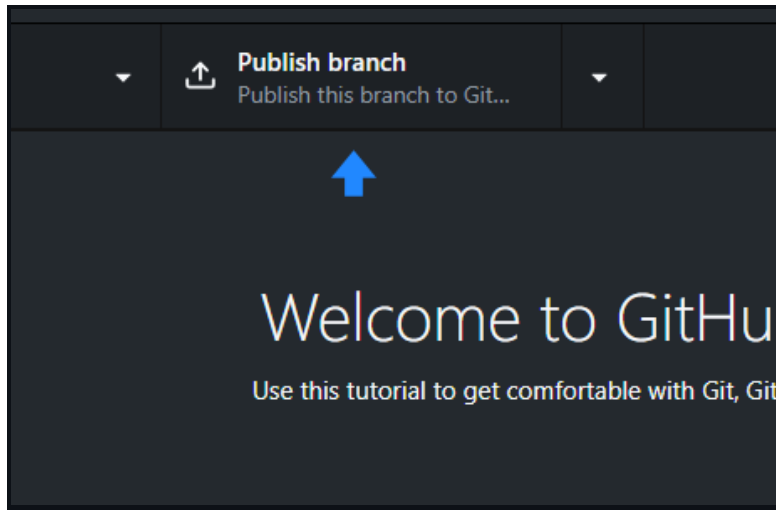 Publish branch
Publish this branch to Git...
Welcome to GitHu
Use this tutorial to get comfortable with Git, Git